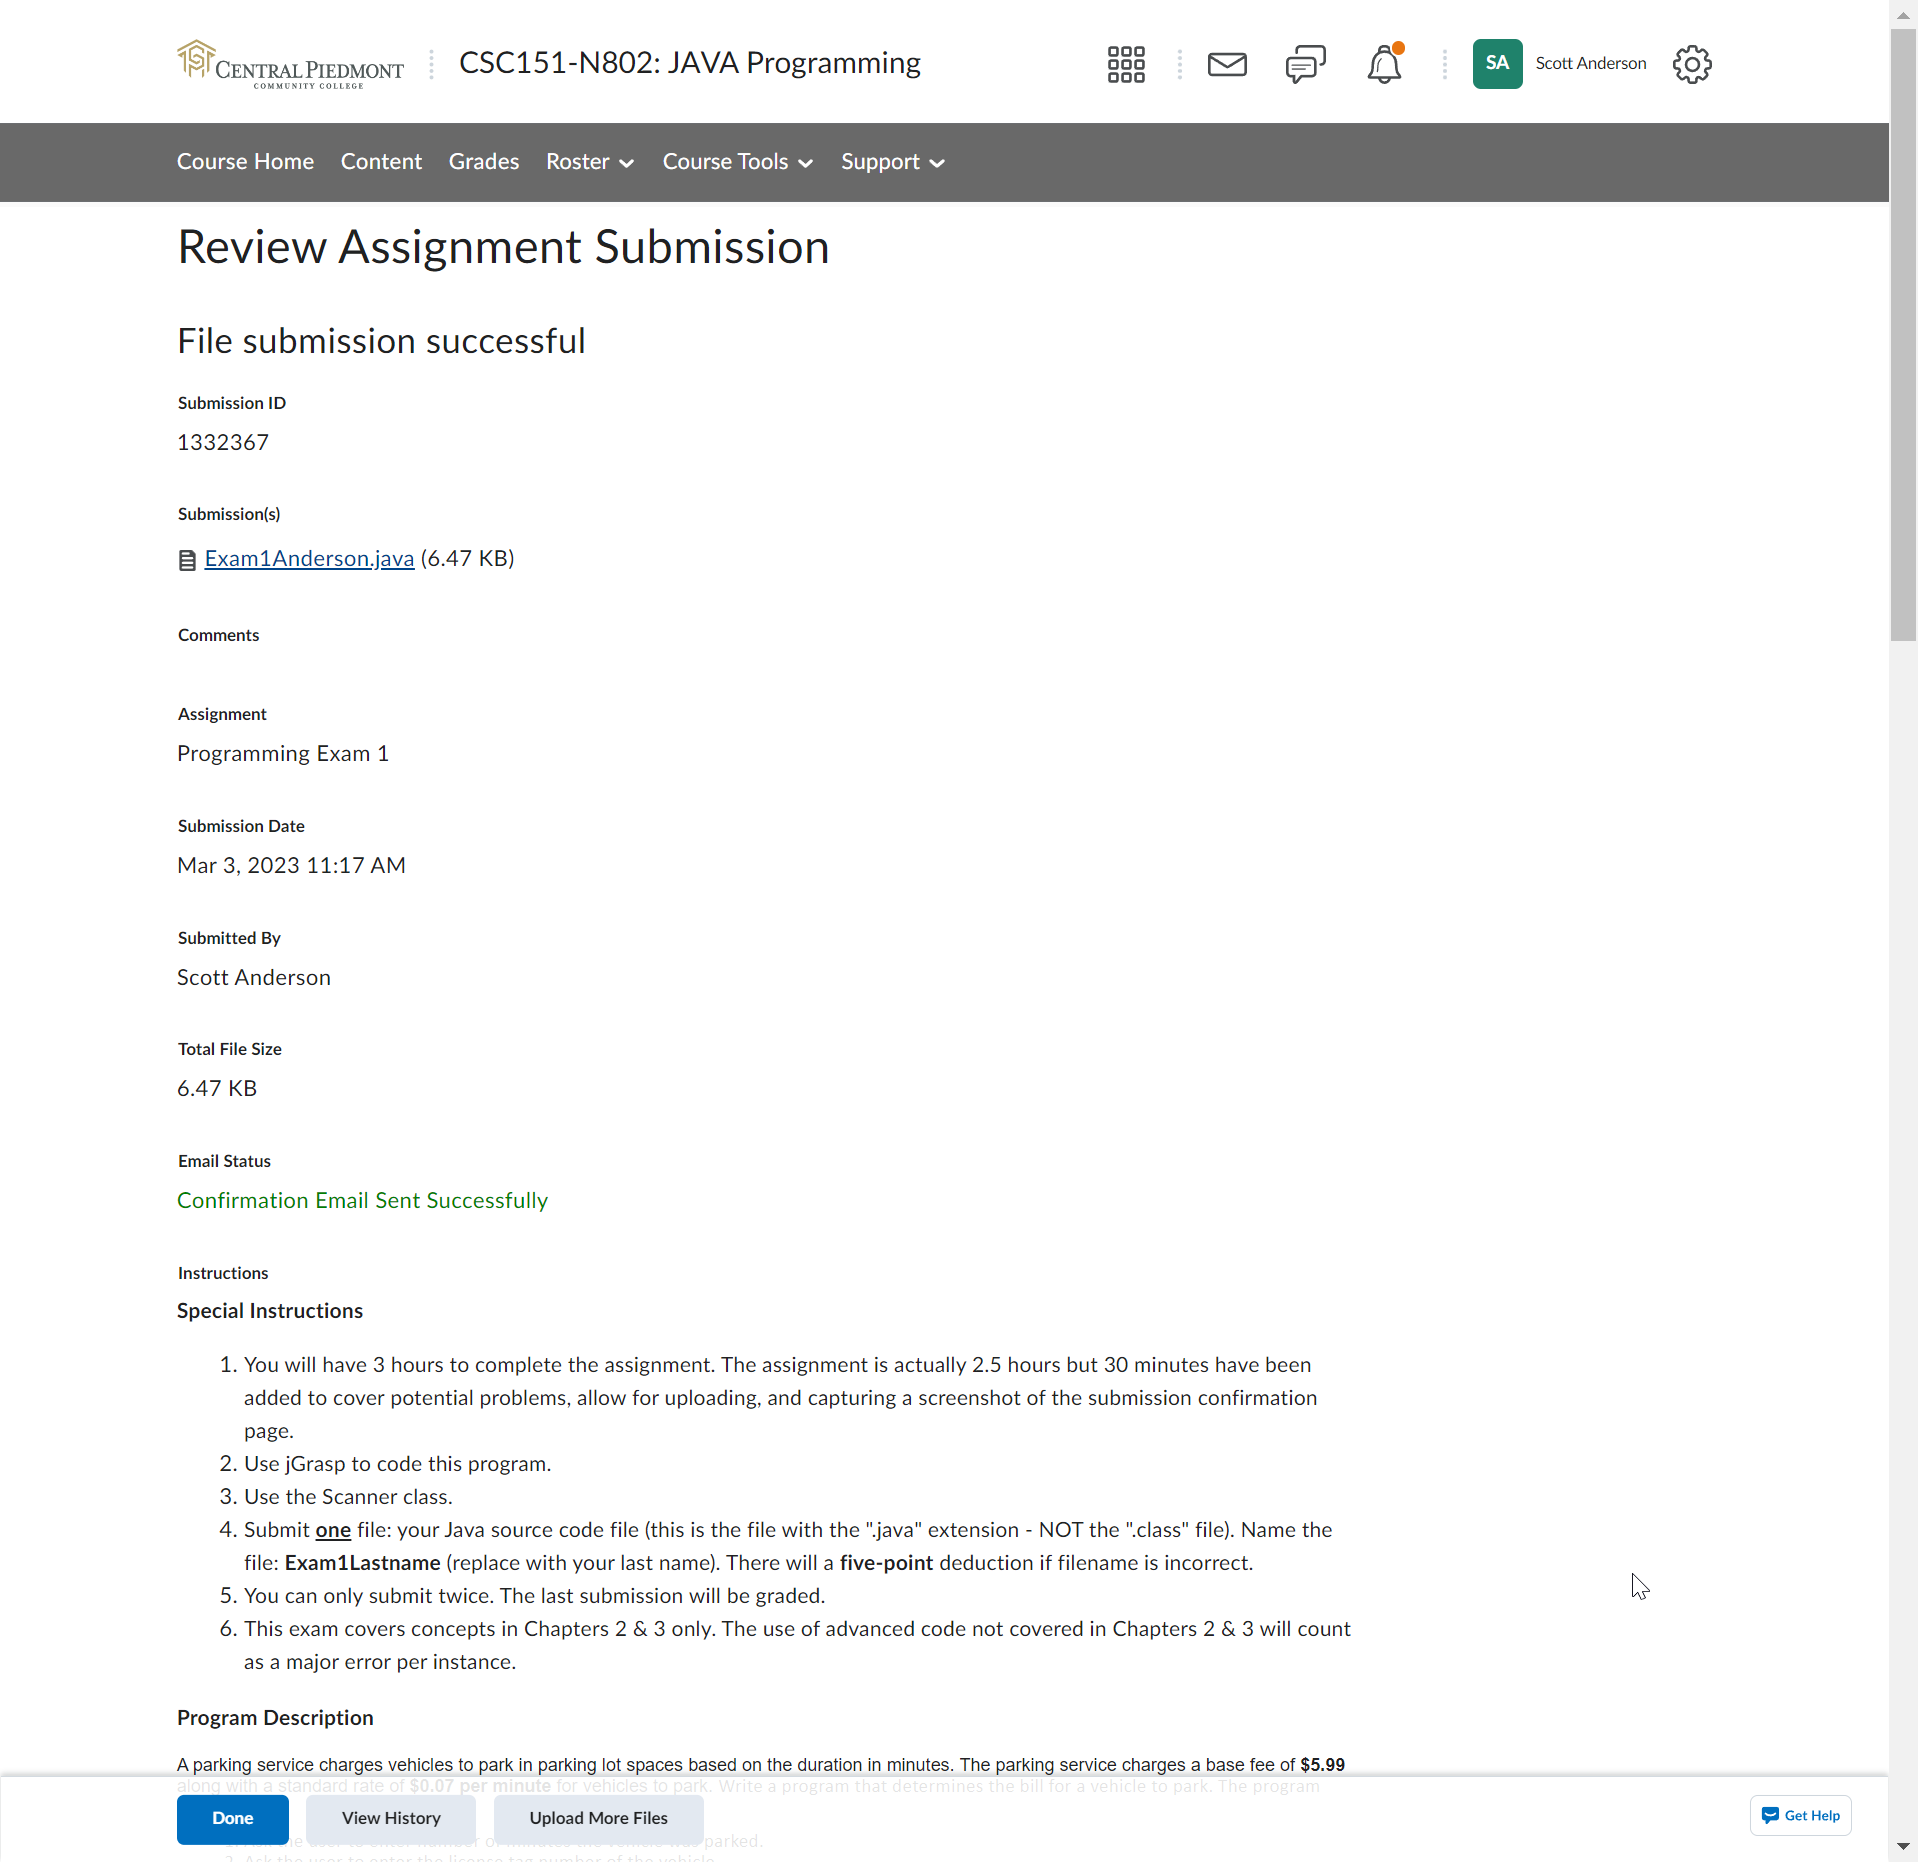 CENTRAL PIEDMONT
COMMUNITY COLLEGE
CSC151-N802: JAVA Programming
SA
Scott Anderson
Course Home Content Grades Roster Course Tools Support
Review Assignment Submission
File submission successful
Submission ID
1332367
Submission(s)
Exam1Anderson.java (6.47 KB)
Comments
Assignment
Programming Exam 1
Submission Date
Mar 3, 2023 11:17 AM
Submitted By
Scott Anderson
Total File Size
6.47 KB
Email Status
Confirmation Email Sent Successfully
Instructions
Special Instructions
1. You will have 3 hours to complete the assignment. The assignment is actually 2.5 hours but 30 minutes have been
added to cover potential problems, allow for uploading, and capturing a screenshot of the submission confirmation
page.
2. Use jGrasp to code this program.
3. Use the Scanner class.
4. Submit one file: your Java source code file (this is the file with the ".java" extension - NOT the ".class" file). Name the
file: Exam1Lastname (replace with your last name). There will a five-point deduction if filename is incorrect.
5. You can only submit twice. The last submission will be graded.
6. This exam covers concepts in Chapters 2 & 3 only. The use of advanced code not covered in Chapters 2 & 3 will count
as a major error per instance.
Program Description
A parking service charges vehicles to park in parking lot spaces based on the duration in minutes. The parking service charges a base fee of $5.99
along with a standard rate of $0.07 per minute for vehicles to park. Write a program that determines the bill for a vehicle to park. The program
Done View History Upload More Files
Get Help
parked.
2. Ask the user to enter the license tag number of the vehicle.